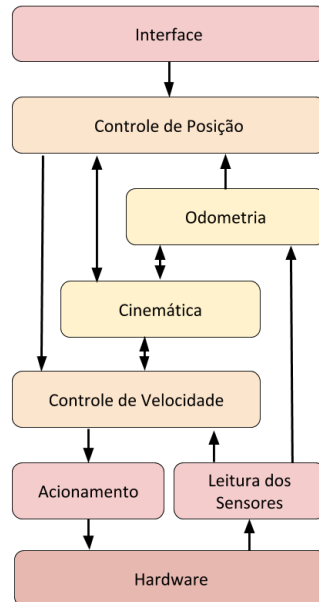 Interface
Controle de Posição
Odometria
Cinemática
Controle de Velocidade
Acionamento
Leitura dos
Sensores
Hardware